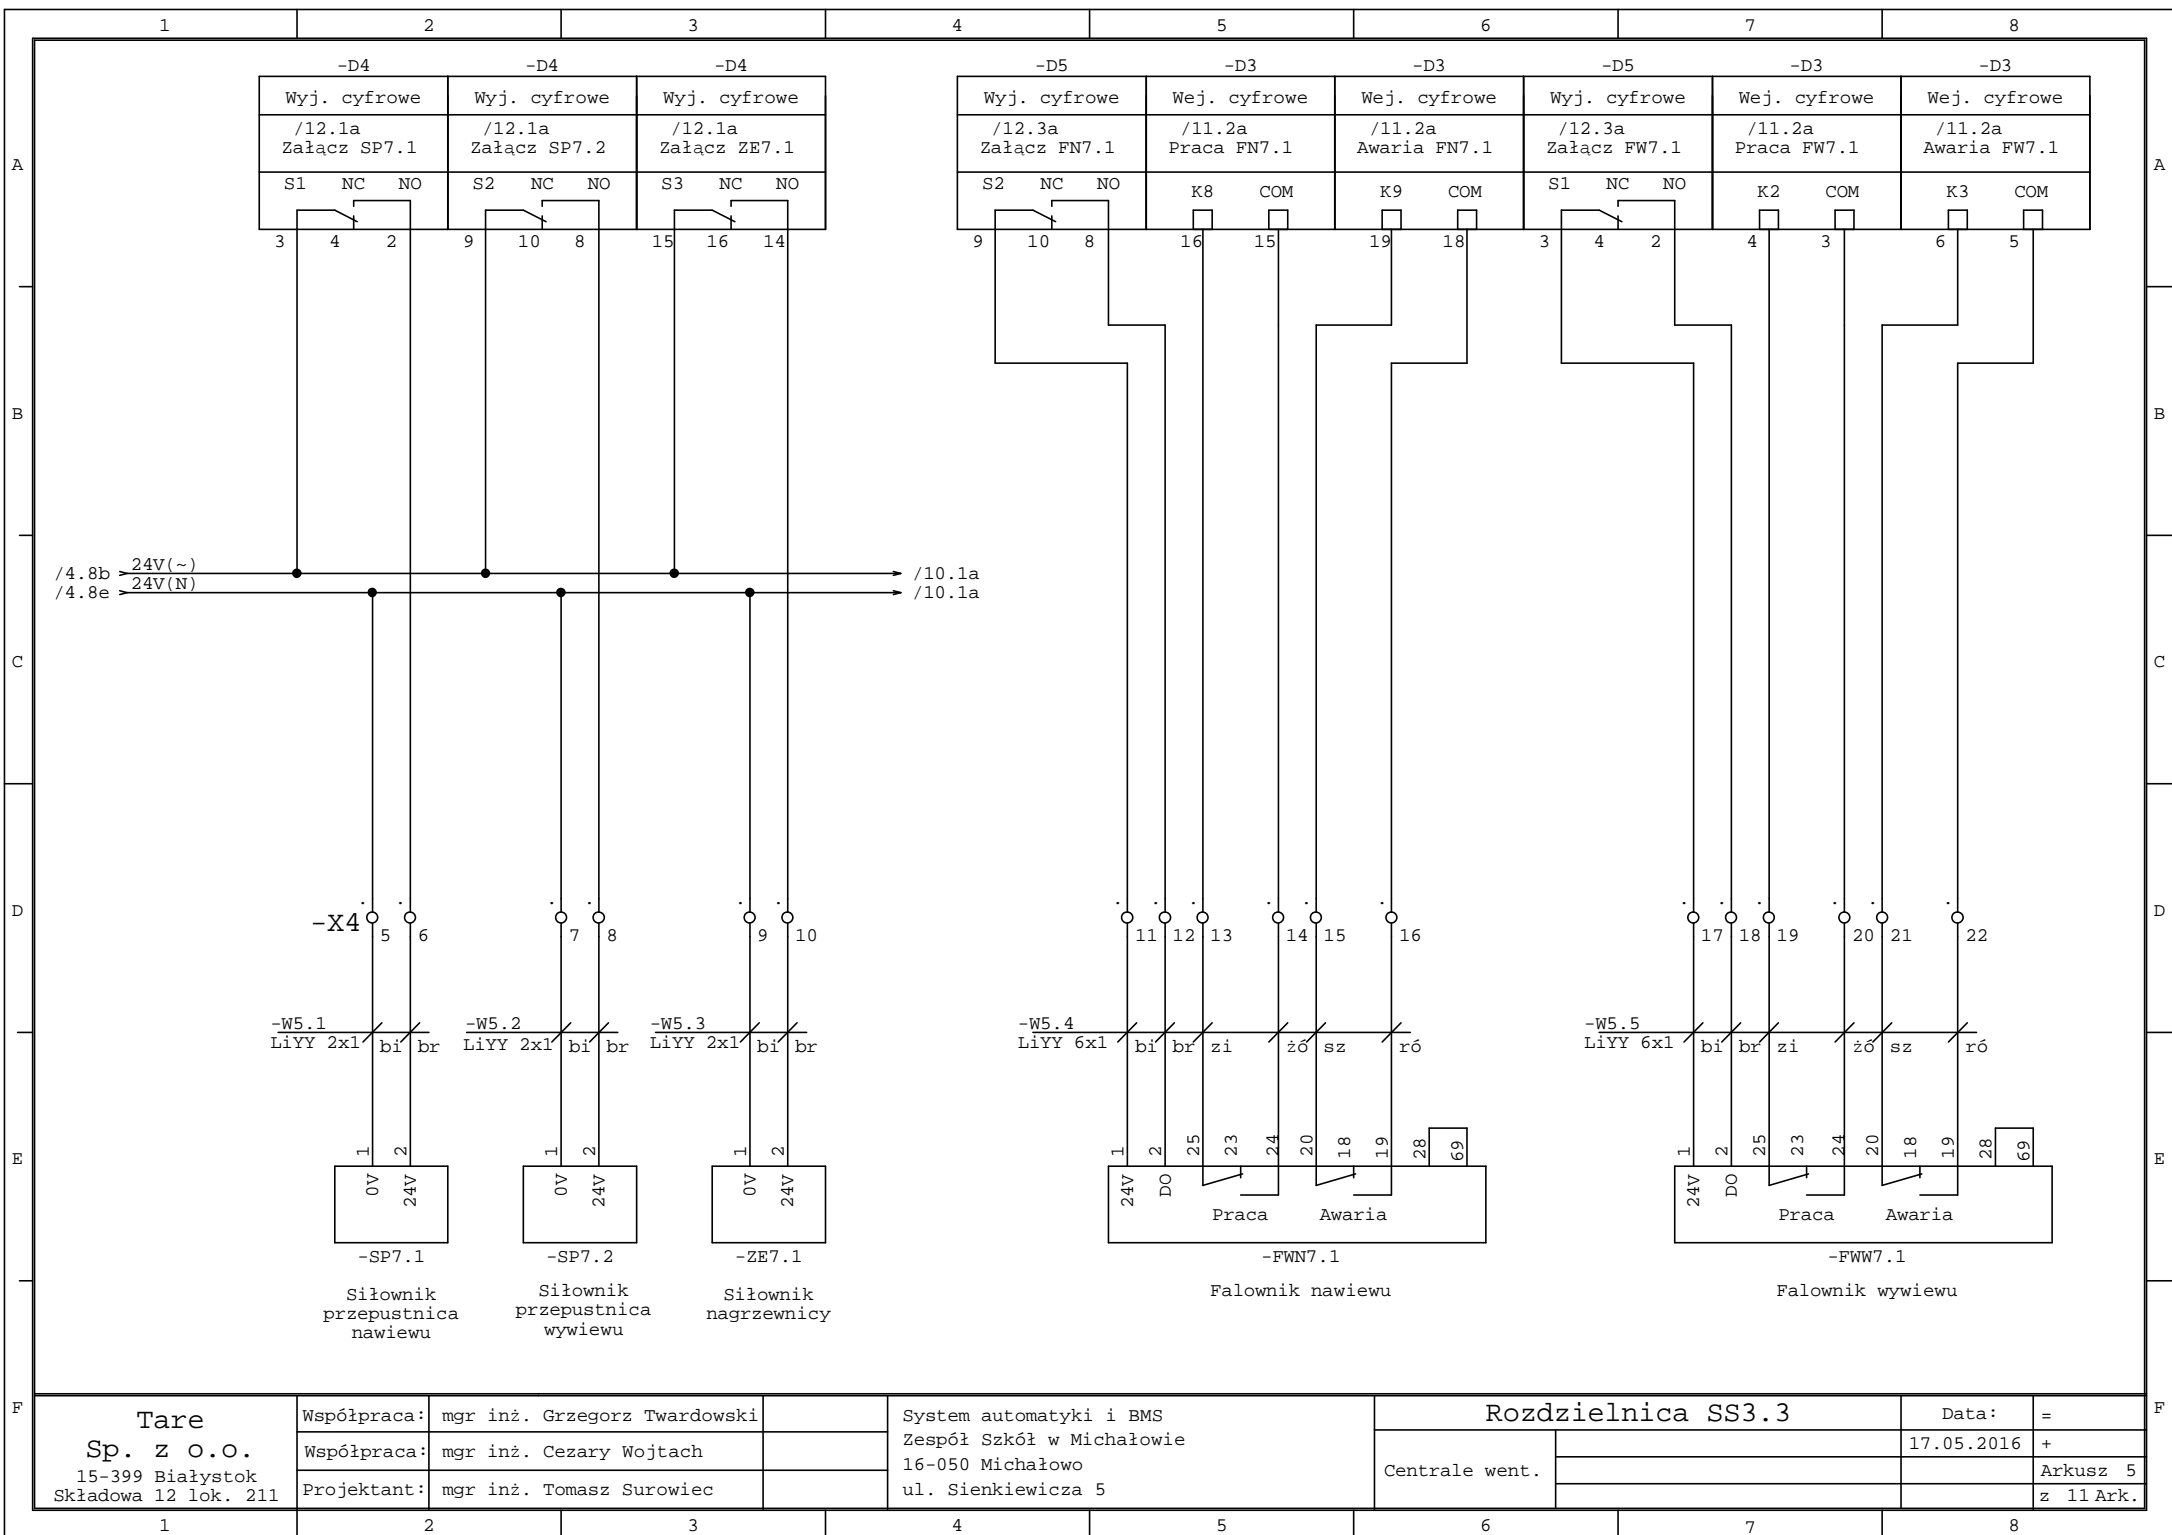 1 2 3 4 5 6 7 8
-D4 -D4 -D4 -D5 -D3 -D3 -D5 -D3 -D3
Wyj. cyfrowe Wyj. cyfrowe Wyj. cyfrowe Wyj. cyfrowe Wej. cyfrowe Wej. cyfrowe Wyj. cyfrowe Wej. cyfrowe Wej. cyfrowe
/12.1a /12.1a /12.1a /12.3a /11.2a /11.2a /12.3a /11.2a /11.2a
Załącz SP7.1 Załącz SP7.2 Załącz ZE7.1 Załącz FN7.1 Praca FN7.1 Awaria FN7.1 Załącz FW7.1 Praca FW7.1 Awaria FW7.1
A A
S1 NC NO S2 NC NO S3 NC NO S2 NC NO K8 COM K9 COM S1 NC NO K2 COM K3 COM
3 4 2 9 10 8 15 16 14 9 10 8 16 15 19 18 3 4 2 4 3 6 5
B B
/4.8b 24V(~) /10.1a
/4.8e 24V(N) /10.1a
C C
D D
-X4 5 6 7 8 9 10 11 12 13 14 15 16 17 18 19 20 21 22
-W5.1 -W5.2 -W5.3 -W5.4 -W5.5
LiYY 2x1 bi br LiYY 2x1 bi br LiYY 2x1 bi br LiYY 6x1 bi br zi żó sz ró LiYY 6x1 bi br zi żó sz ró
E E
1 2 1 2 1 2 1 2 25 23 24 20 18 19 28 69 1 2 25 23 24 20 18 19 28 69
0V 24V 0V 24V 0V 24V 24V DO 24V DO
Praca Awaria Praca Awaria
-SP7.1 -SP7.2 -ZE7.1 -FWN7.1 -FWW7.1
Siłownik
przepustnica
nawiewu
Siłownik
przepustnica
wywiewu
Siłownik
nagrzewnicy
Falownik nawiewu
Falownik wywiewu
F F
Tare
Sp. z o.o.
15-399 Białystok
Składowa 12 lok. 211
Współpraca: mgr inż. Grzegorz Twardowski
Współpraca: mgr inż. Cezary Wojtach
Projektant: mgr inż. Tomasz Surowiec
System automatyki i BMS
Zespół Szkół w Michałowie
16-050 Michałowo
ul. Sienkiewicza 5
Rozdzielnica SS3.3
Centrale went.
Data: =
17.05.2016 +
Arkusz 5
z 11 Ark.
1 2 3 4 5 6 7 8